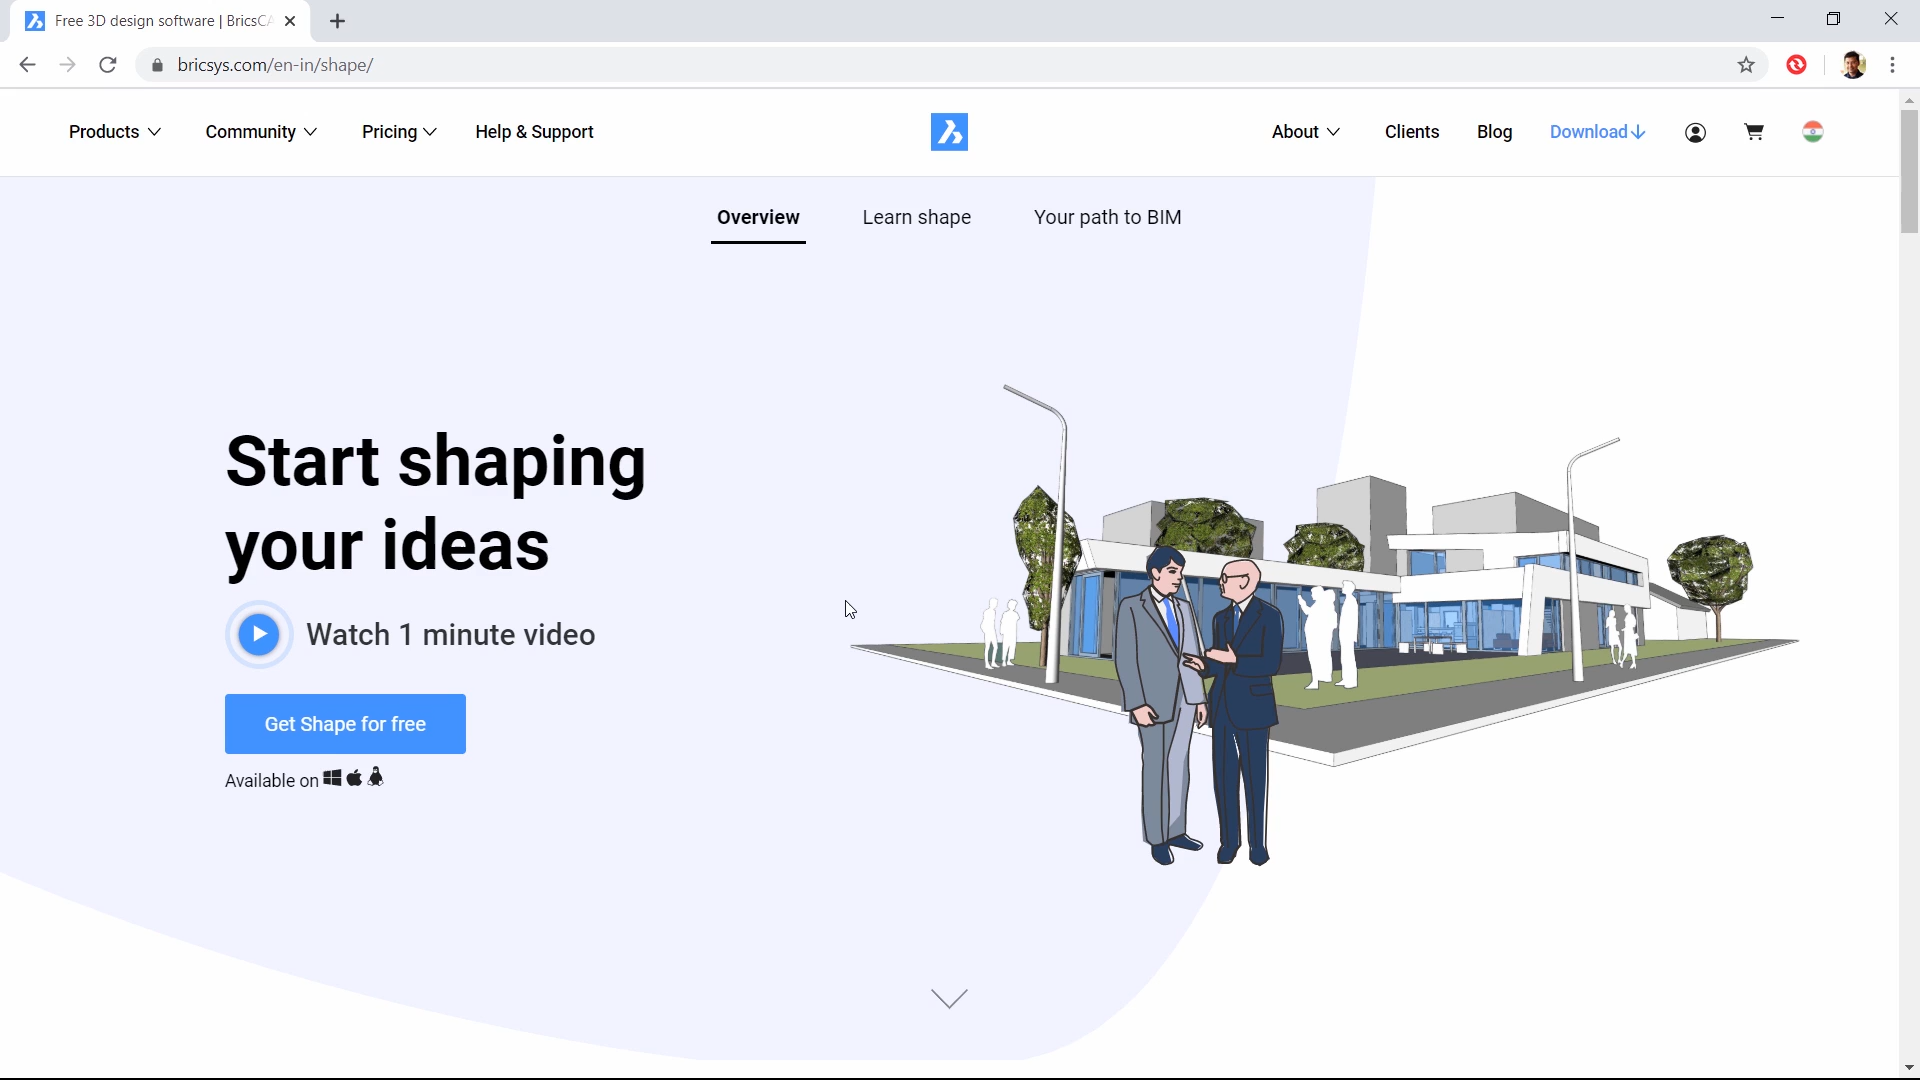 Free 3D design software | BricsCA
bricsys.com/en-in/shape/
Products Community Pricing Help & Support About Clients Blog Download
Overview Learn shape Your path to BIM
Start shaping
your ideas
Watch 1 minute video
Get Shape for free
Available on